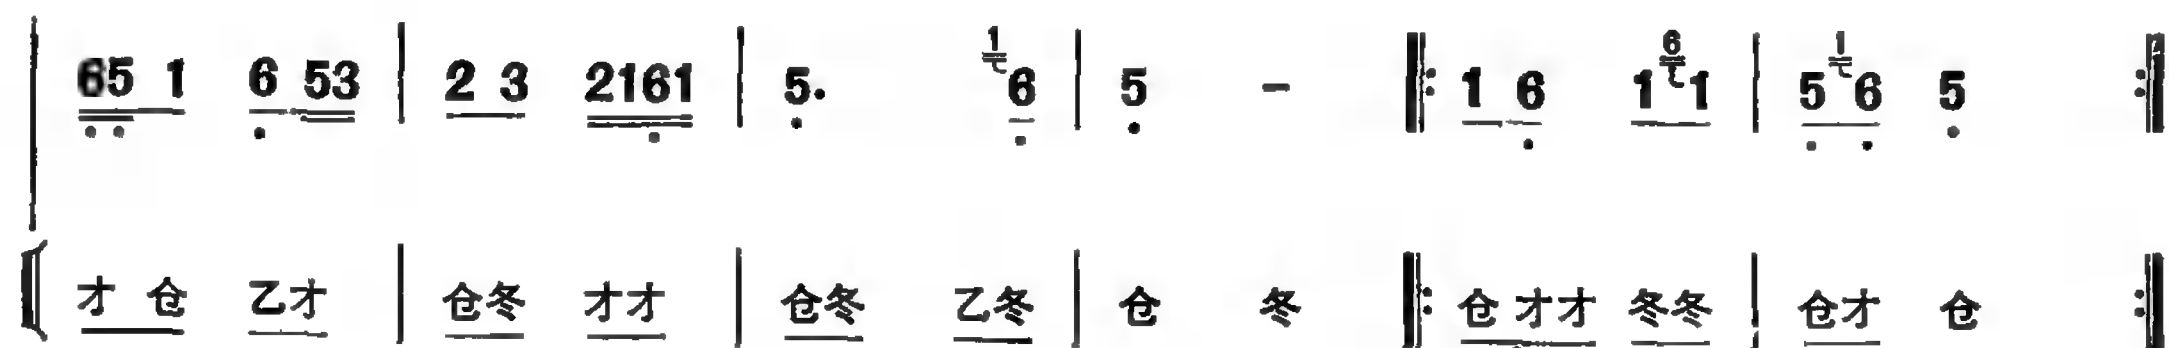 65 1 6 53 | 2 3 2161 | 5. 1 6 | 5 - |: 1 6 1 6 1 | 5 1 6 5 :|
才 仓 乙才 | 仓冬 才才 | 仓冬 乙冬 | 仓 冬 |: 仓 才才 冬冬 | 仓才 仓 :|